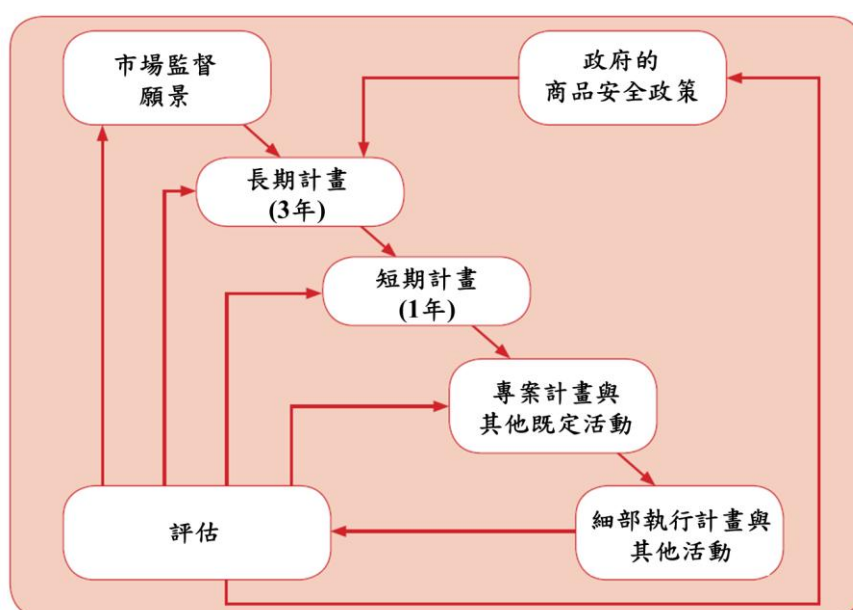 市場監督
願景
政府的
商品安全政策
長期計畫
(3年)
短期計畫
(1年)
專案計畫與
其他既定活動
細部執行計畫與
其他活動
評估